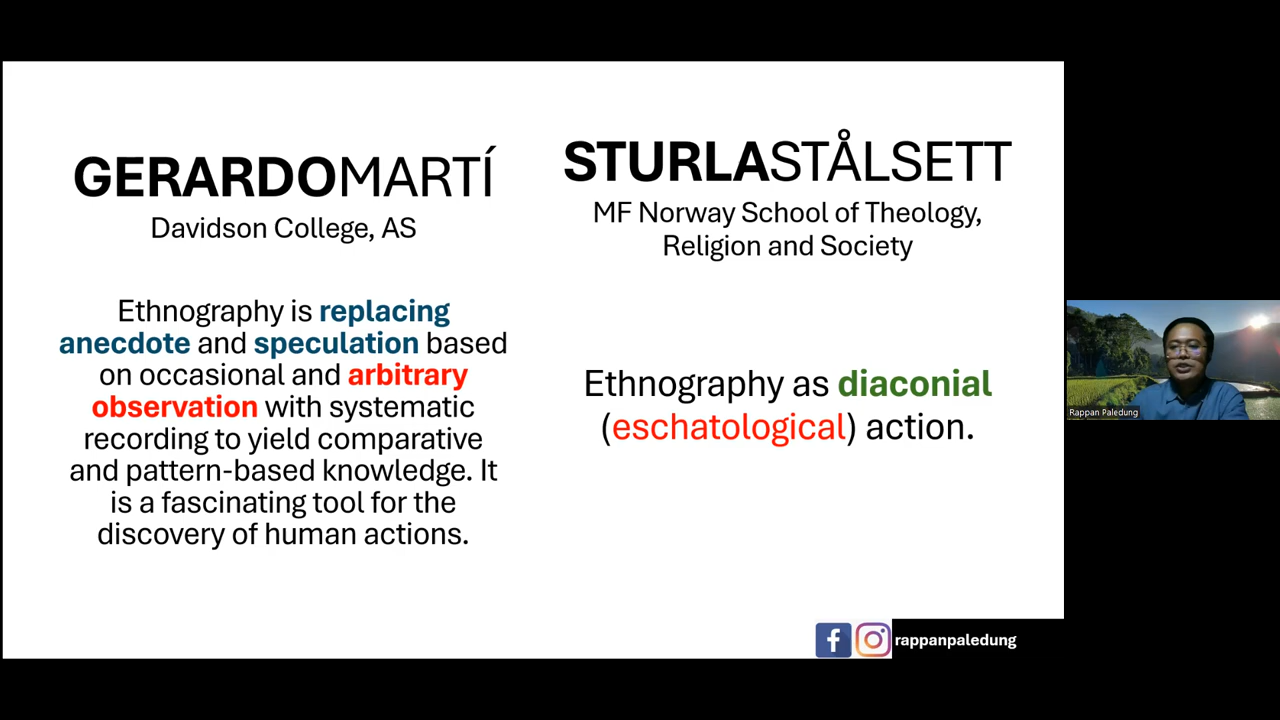 GERARDOMARTÍ
Davidson College, AS
Ethnography is replacing
anecdote and speculation based
on occasional and arbitrary
observation with systematic
recording to yield comparative
and pattern-based knowledge. It
is a fascinating tool for the
discovery of human actions.
STURLASTÅLSETT
MF Norway School of Theology,
Religion and Society
Ethnography as diaconial
(eschatological) action.
rappanpaledung
Rappan Paledung